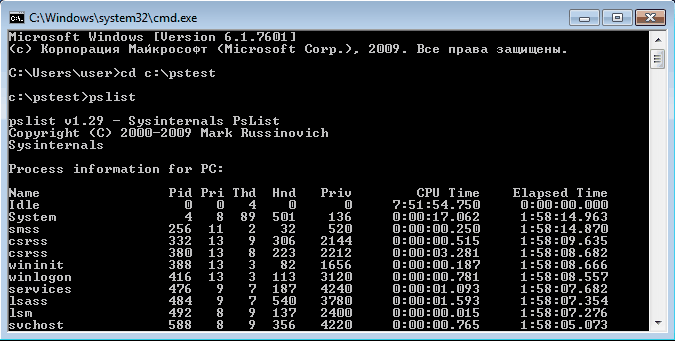 C:\Windows\system32\cmd.exe
Microsoft Windows [Version 6.1.7601]
(c) Корпорация Майкрософт (Microsoft Corp.), 2009. Все права защищены.
C:\Users\user>cd c:\pstest
c:\pstest>pslist
pslist v1.29 - Sysinternals PsList
Copyright (C) 2000-2009 Mark Russinovich
Sysinternals
Process information for PC:
Name Pid Pri Thd Hnd Priv CPU Time Elapsed Time
Idle 0 0 4 0 0 7:51:54.750 0:00:00.000
System 4 8 89 501 136 0:00:17.062 1:58:14.963
smss 256 11 2 32 520 0:00:00.250 1:58:14.870
csrss 332 13 9 306 2144 0:00:00.515 1:58:09.635
csrss 380 13 8 223 2212 0:00:03.281 1:58:08.682
wininit 388 13 3 82 1656 0:00:00.187 1:58:08.666
winlogon 416 13 3 113 3120 0:00:00.781 1:58:08.557
services 476 9 7 187 4240 0:00:01.093 1:58:07.682
lsass 484 9 7 540 3780 0:00:01.593 1:58:07.354
lsm 492 8 9 137 2400 0:00:00.015 1:58:07.276
svchost 588 8 9 356 4220 0:00:00.765 1:58:05.073